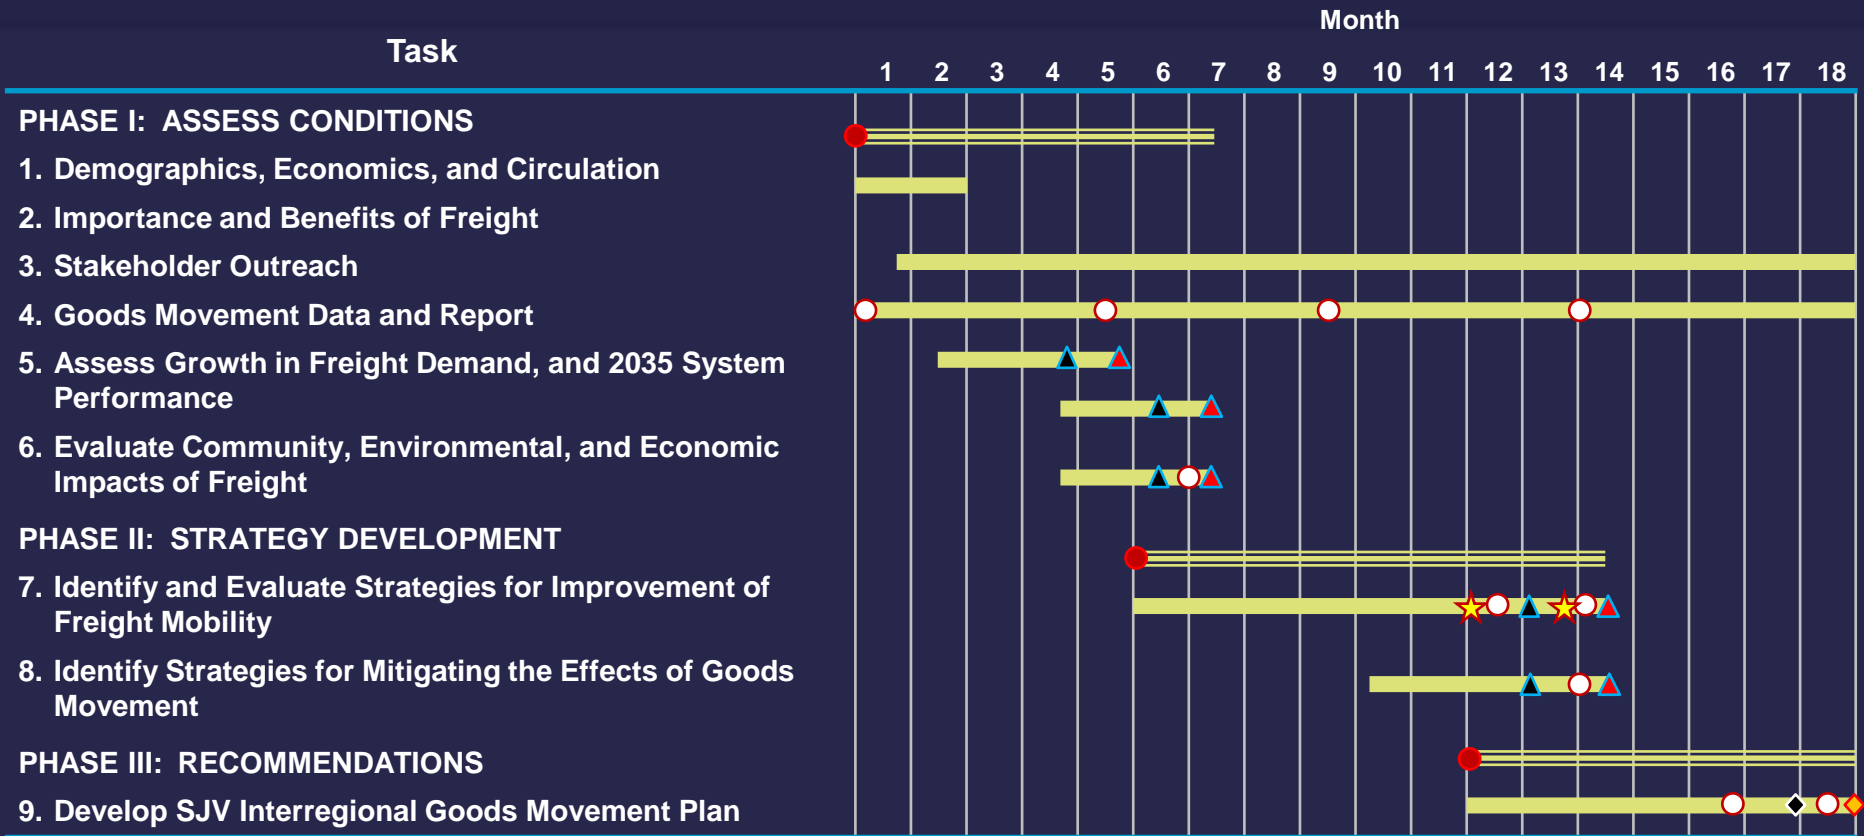 Month
Task
1 2 3 4 5 6 7 8 9 10 11 12 13 14 15 16 17 18
PHASE I: ASSESS CONDITIONS
1. Demographics, Economics, and Circulation
2. Importance and Benefits of Freight
3. Stakeholder Outreach
4. Goods Movement Data and Report
5. Assess Growth in Freight Demand, and 2035 System
Performance
6. Evaluate Community, Environmental, and Economic
Impacts of Freight
PHASE II: STRATEGY DEVELOPMENT
7. Identify and Evaluate Strategies for Improvement of
Freight Mobility
8. Identify Strategies for Mitigating the Effects of Goods
Movement
PHASE III: RECOMMENDATIONS
9. Develop SJV Interregional Goods Movement Plan